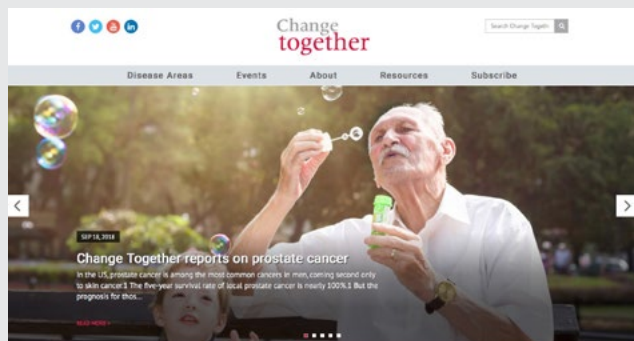 Change
together
Search Change Togeth
Disease Areas Events About Resources Subscribe
SEP 18, 2018
Change Together reports on prostate cancer
In the US, prostate cancer is among the most common cancers in men, coming second only
to skin cancer.1 The five-year survival rate of local prostate cancer is nearly 100%.1 But the
prognosis for thos...
READ MORE >